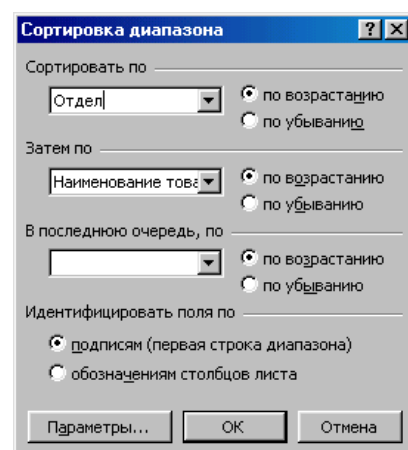 Сортировка диапазона
Сортировать по
Отдел
по возрастанию
по убыванию
Затем по
Наименование това
по возрастанию
по убыванию
В последнюю очередь, по
по возрастанию
по убыванию
Идентифицировать поля по
подписям (первая строка диапазона)
обозначениям столбцов листа
Параметры... ОК Отмена